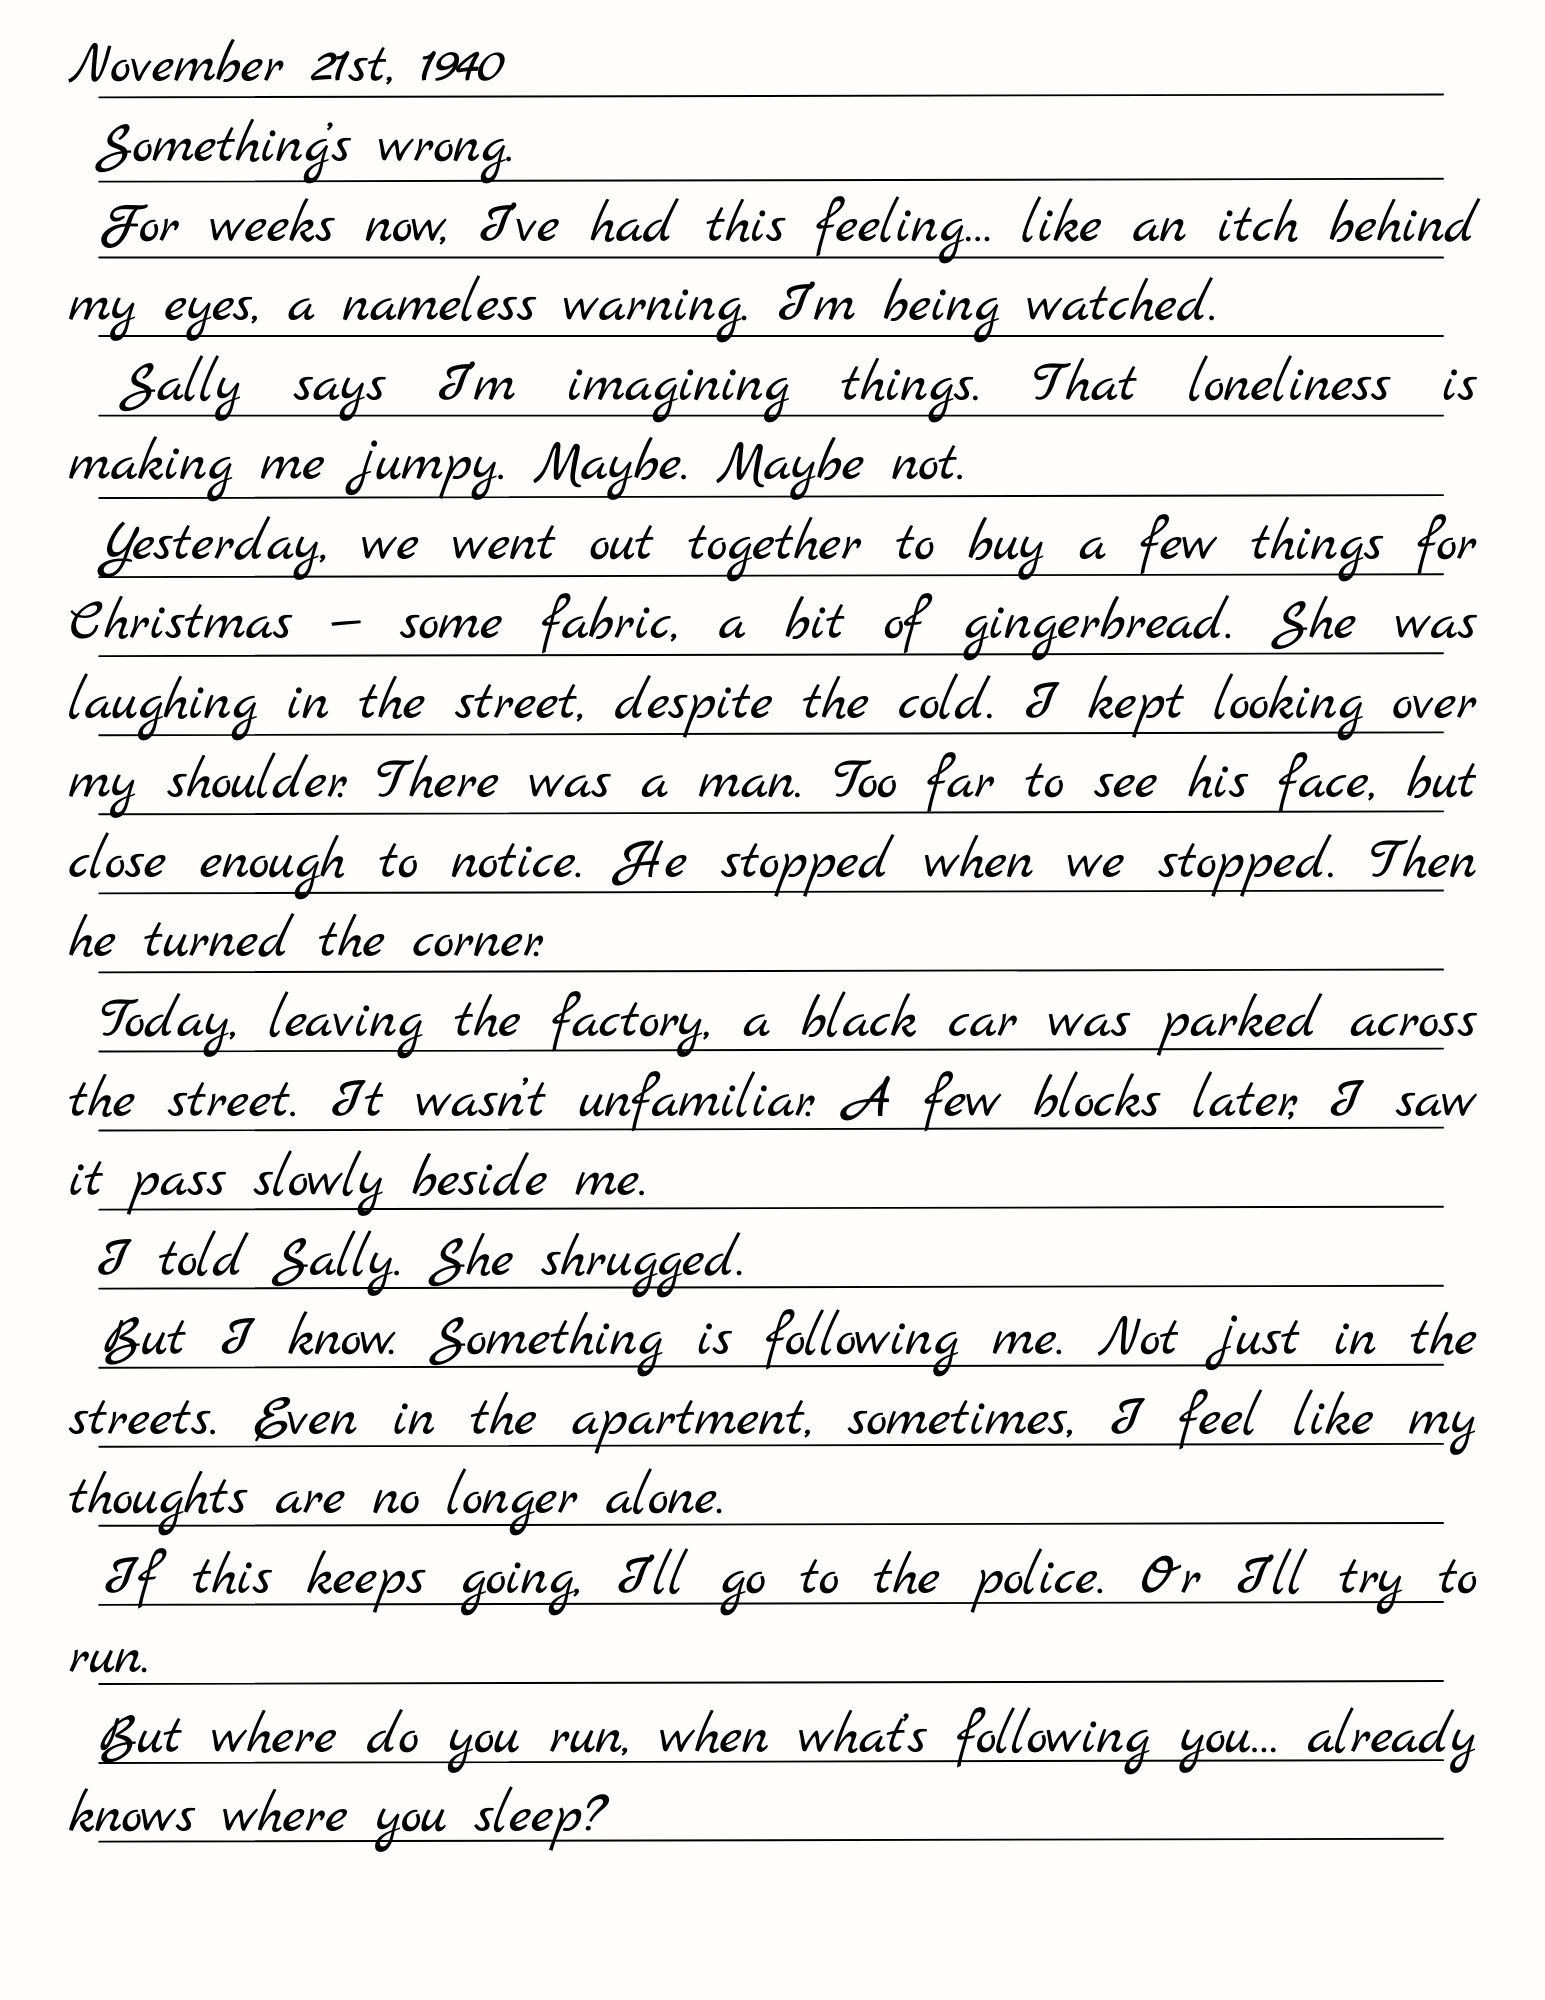 November 21st, 1940
Something's wrong.
For weeks now, I've had this feeling... like an itch behind
my eyes, a nameless warning. I'm being watched.
Sally says I'm imagining things. That loneliness is
making me jumpy. Maybe. Maybe not.
Yesterday, we went out together to buy a few things for
Christmas – some fabric, a bit of gingerbread. She was
laughing in the street, despite the cold. I kept looking over
my shoulder. There was a man. Too far to see his face, but
close enough to notice. He stopped when we stopped. Then
he turned the corner.
Today, leaving the factory, a black car was parked across
the street. It wasn't unfamiliar. A few blocks later, I saw
it pass slowly beside me.
I told Sally. She shrugged.
But I know. Something is following me. Not just in the
streets. Even in the apartment, sometimes, I feel like my
thoughts are no longer alone.
If this keeps going, I'll go to the police. Or I'll try to
run.
But where do you run, when what's following you... already
knows where you sleep?